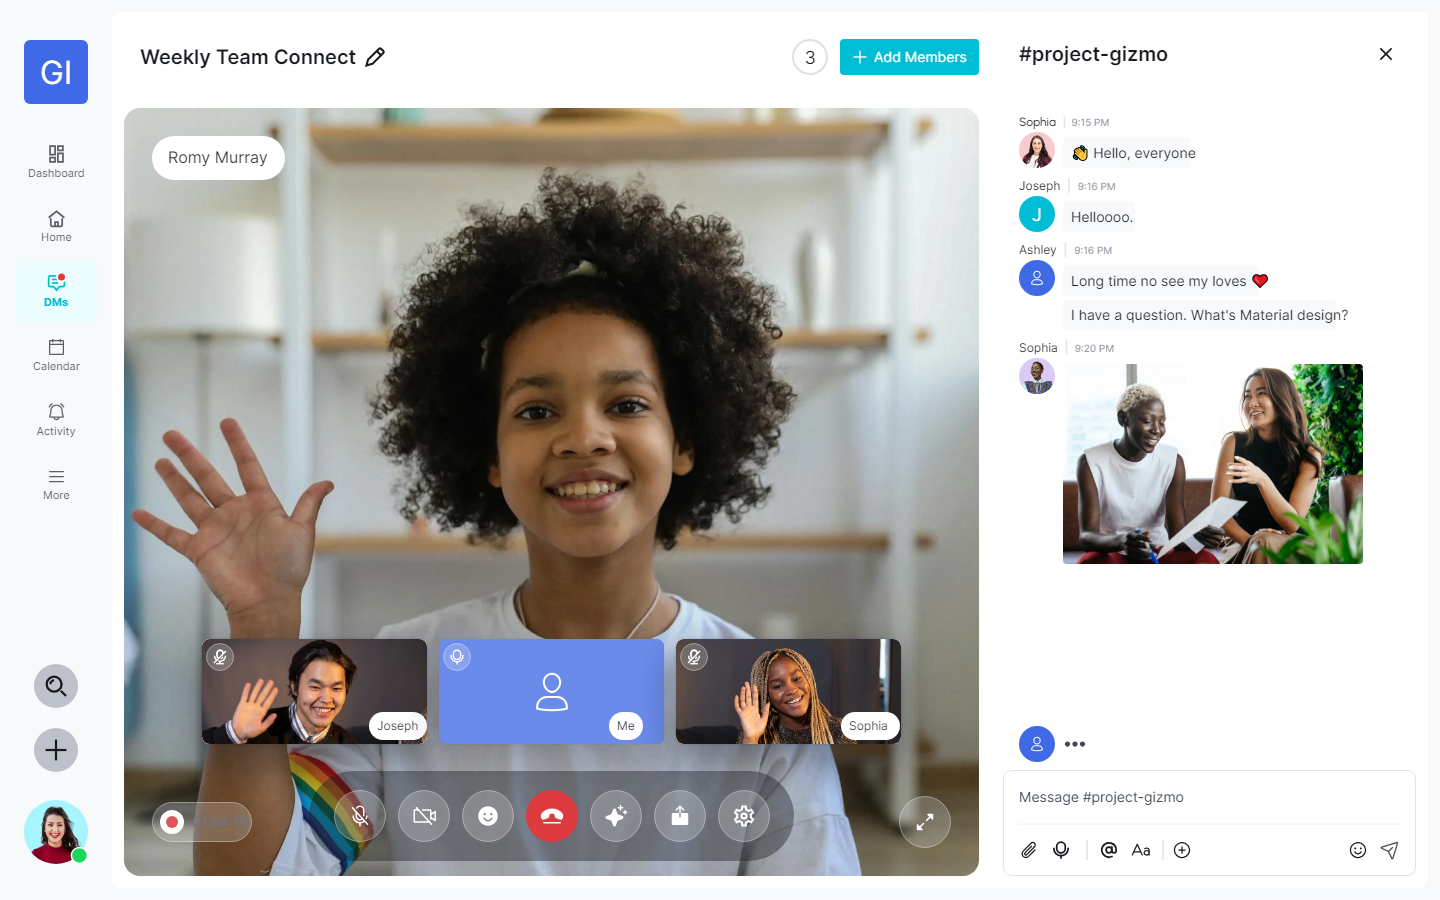 GI
Dashboard
Home
DMs
Calendar
Activity
More
Weekly Team Connect
3
Add Members
Romy Murray
Joseph
Me
Sophia
#project-gizmo
Sophia
9:15 PM
👏 Hello, everyone
Joseph
9:16 PM
J
Helloooo.
Ashley
9:16 PM
Long time no see my loves ❤️
I have a question. What's Material design?
Sophia
9:20 PM
Message #project-gizmo
@
Aa